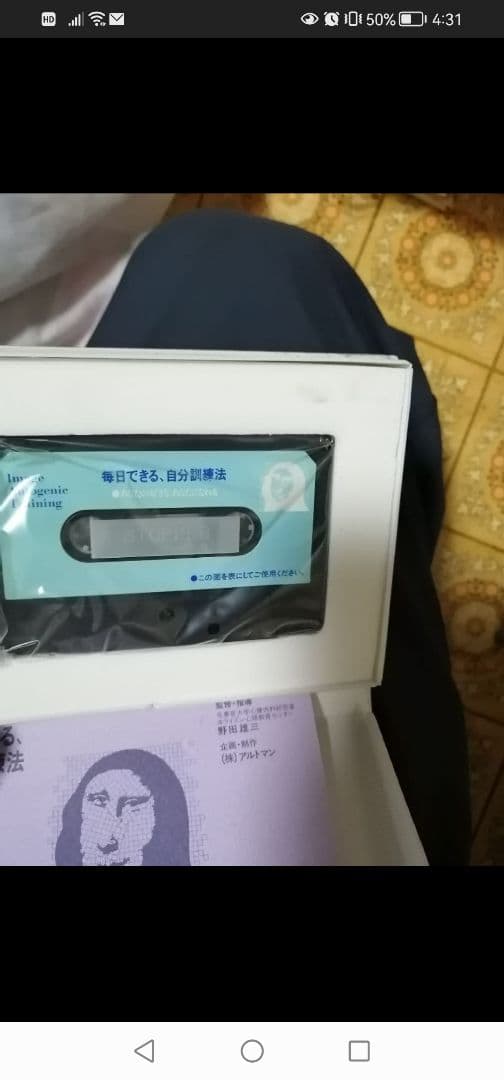 HD
50%
4:31
Image
Autogenic
Training
毎日できる、自分訓練法
●この面を表にしてご使用ください。
る、
法
監修・指導
野田雄三
企画・制作
(株)アルトマン